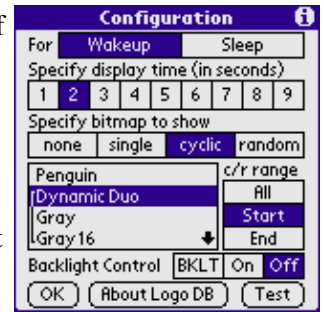 Configuration i
For Wakeup Sleep
Specify display time (in seconds)
1 2 3 4 5 6 7 8 9
Specify bitmap to show
none single cyclic random
Penguin
Dynamic Duo
Gray
Gray16
c/r range
All
Start
End
Backlight Control BKLT On Off
OK About Logo DB Test